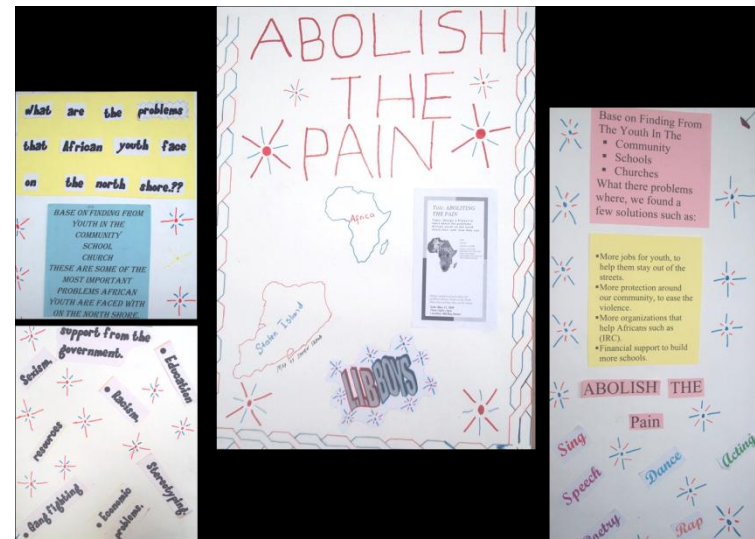 What are the problems
that African youth face
on the north shore.??
BASE ON FINDING FROM
YOUTH IN THE
COMMUNITY
SCHOOL
CHURCH
THESE ARE SOME OF THE
MOST IMPORTANT
PROBLEMS AFRICAN
YOUTH ARE FACED WITH
ON THE NORTH SHORE.
support from the
government.
Sexism.
• Education
• Racism.
resources
Stereotyping.
• Gang fighting
• Economic
problems.
ABOLISH
THE
PAIN
Africa
Title: ABOLITING
THE PAIN
Staten Island
LIBBOYS
Base on Finding From
The Youth In The
▪ Community
▪ Schools
▪ Churches
What there problems
where, we found a
few solutions such as:
▪More jobs for youth, to
help them stay out of the
streets.
▪More protection around
our community, to ease the
violence.
▪More organizations that
help Africans such as
(IRC).
▪Financial support to build
more schools.
ABOLISH THE
Pain
Sing
Speech
Dance
Acting
Poetry
Rap